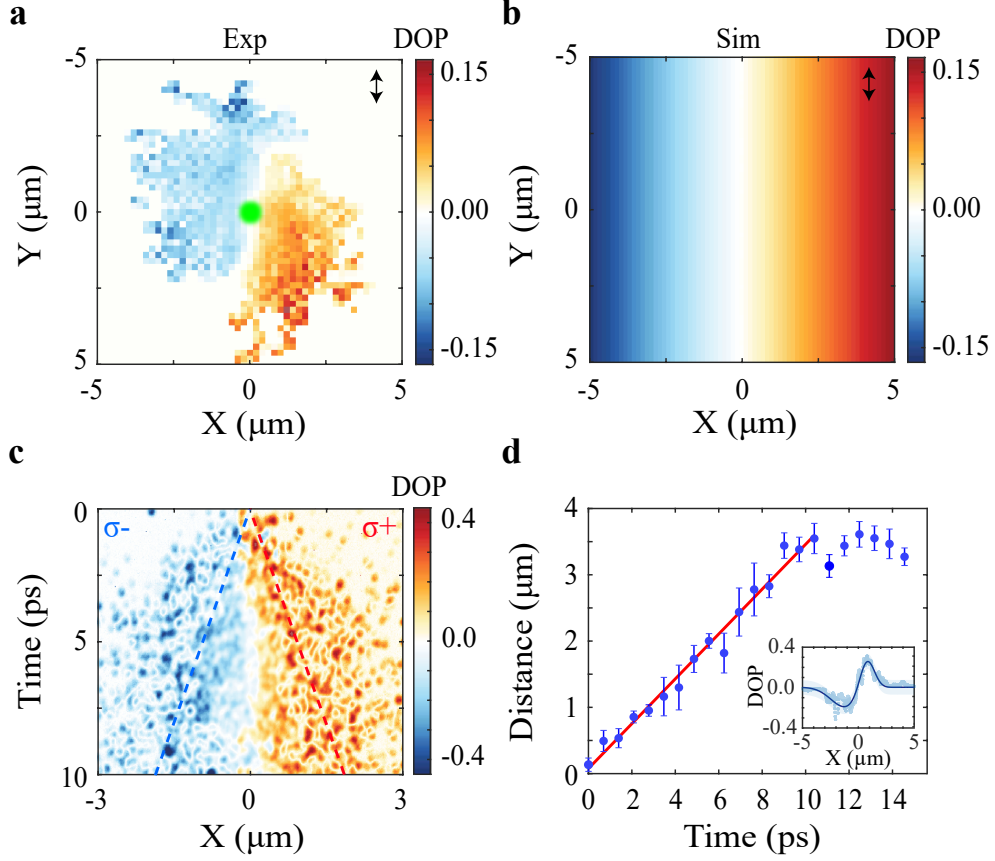 a
Exp
DOP
-5
0
5
Y (μm)
-5
0
5
X (μm)
0.15
0.00
-0.15
b
Sim
DOP
-5
0
5
Y (μm)
-5
0
5
X (μm)
0.15
0.00
-0.15
c
DOP
σ-
σ+
0
5
10
Time (ps)
-3
0
3
X (μm)
0.4
0.0
-0.4
d
4
3
2
1
0
Distance (μm)
0
2
4
6
8
10
12
14
Time (ps)
0.4
0.0
-0.4
DOP
-5
0
5
X (μm)